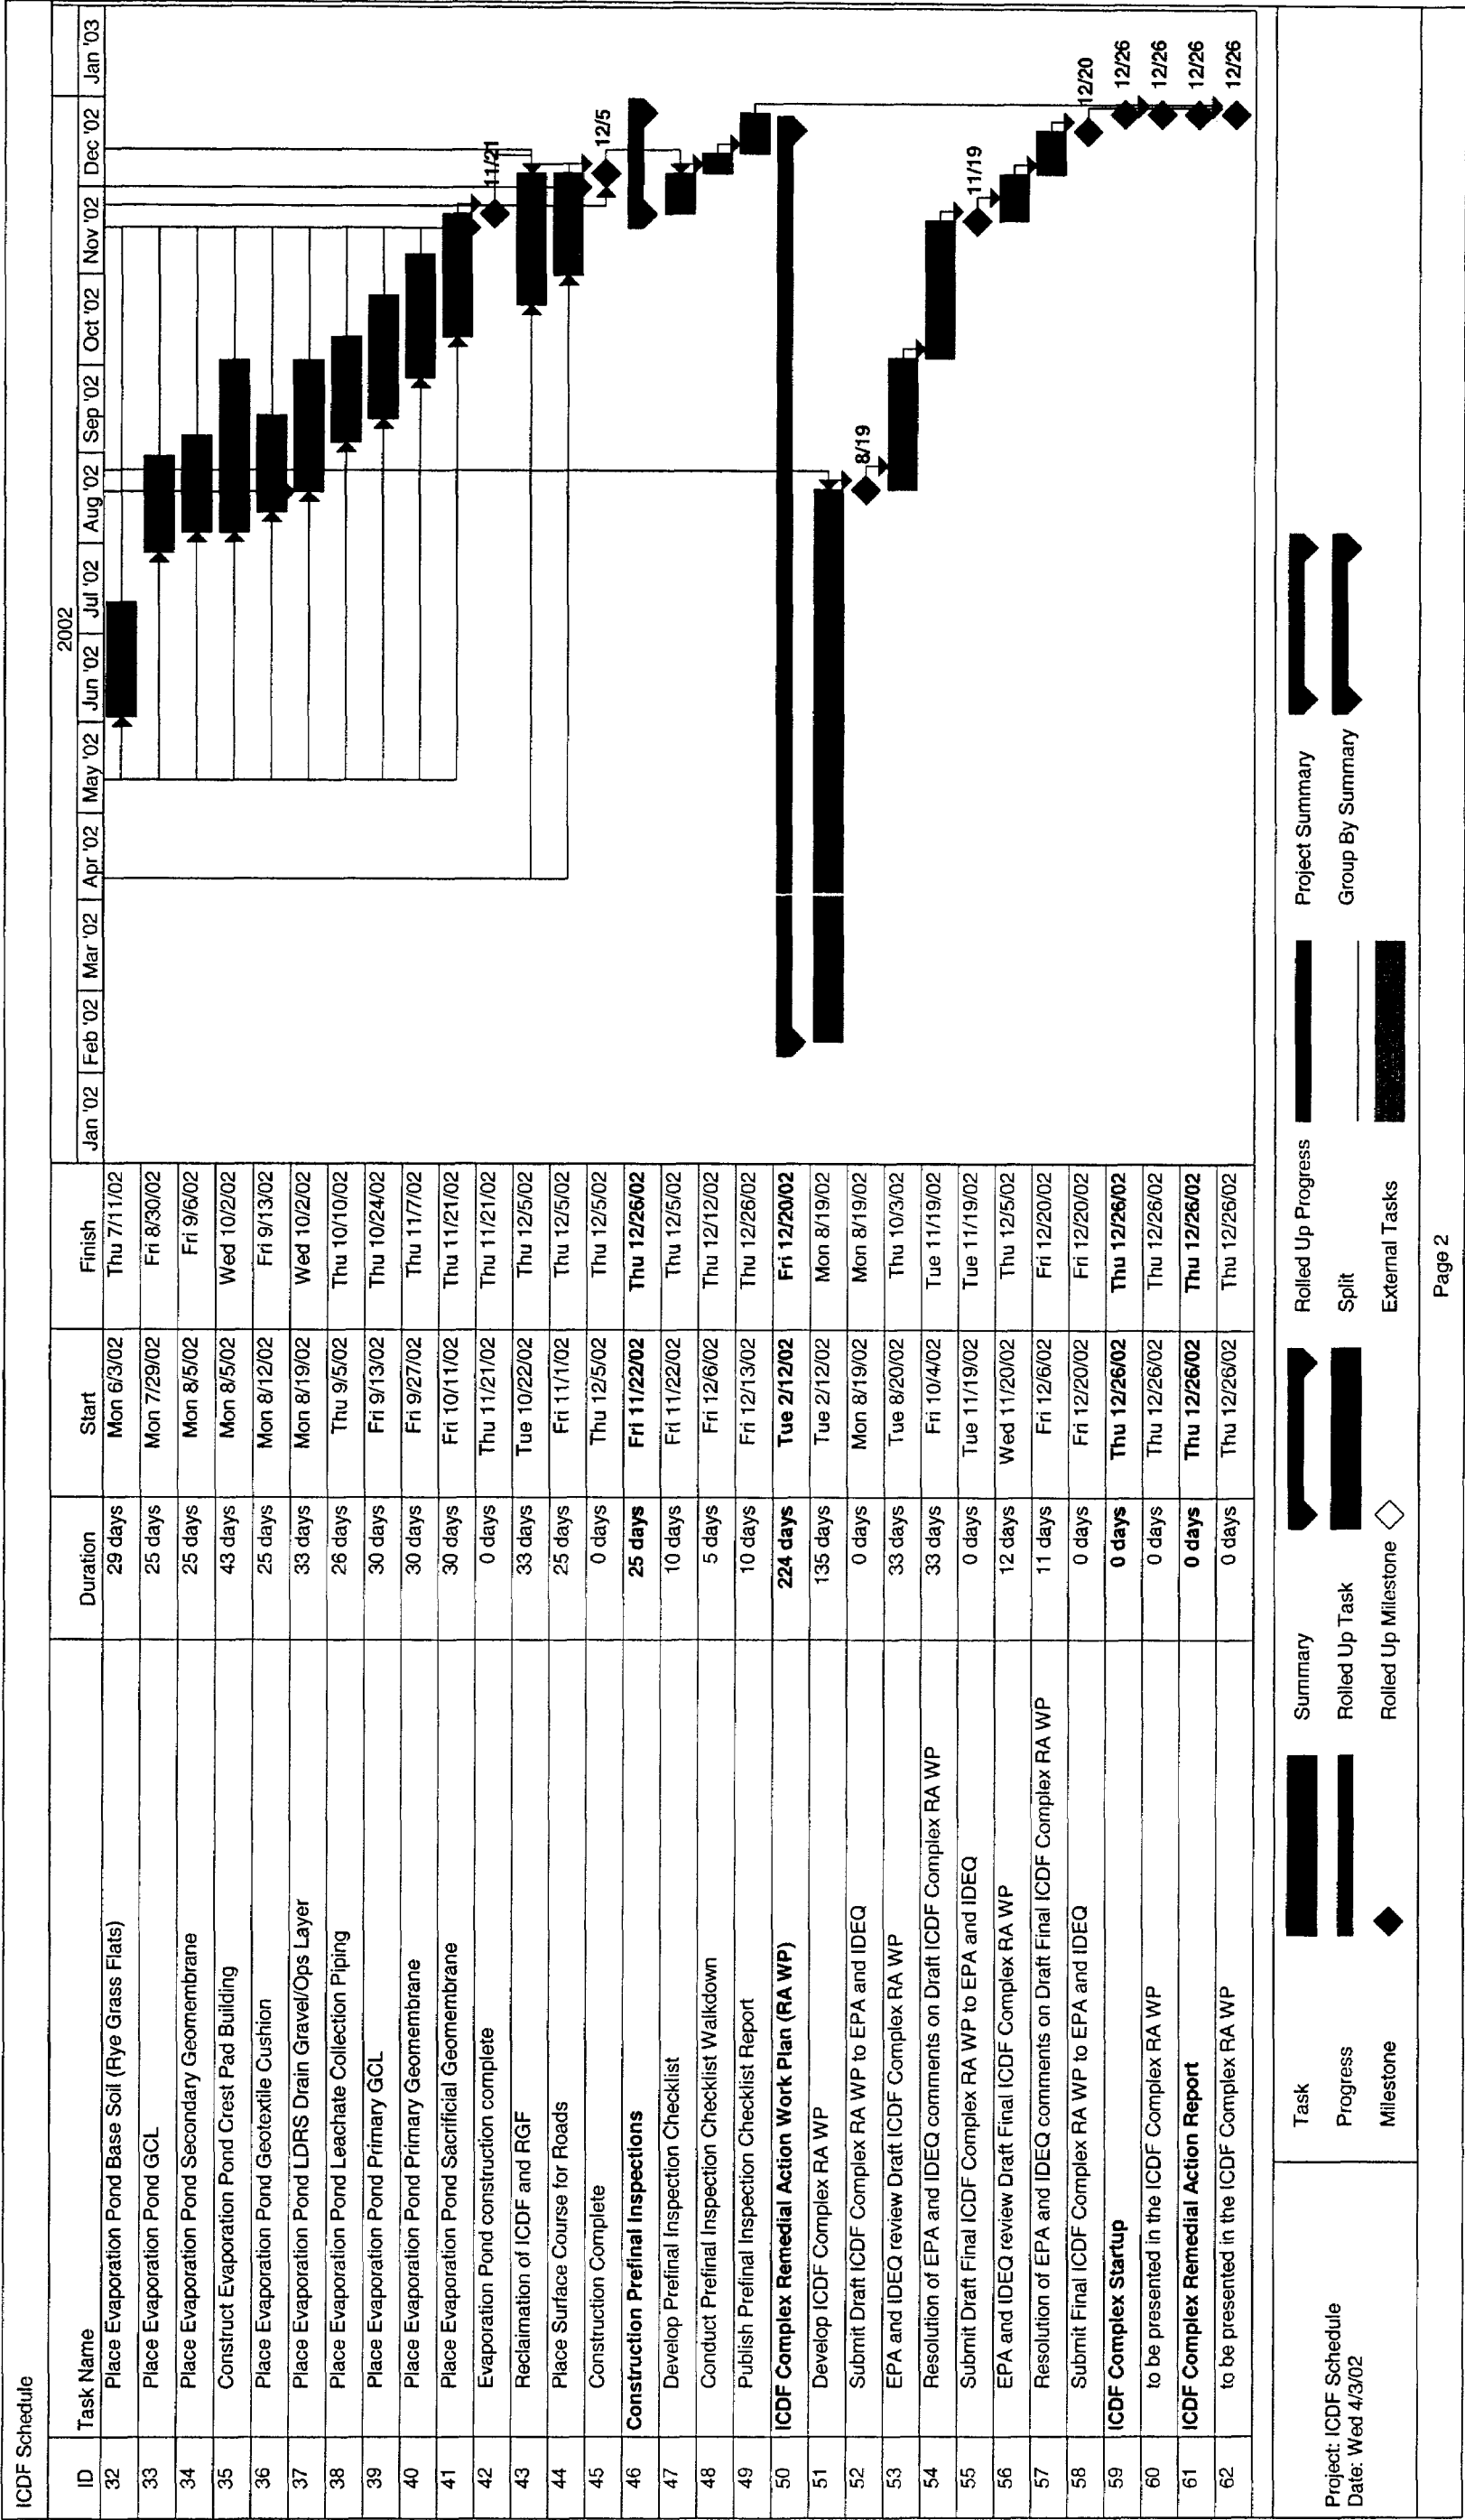 ICDF Schedule
2002
ID Task Name Duration Start Finish Jan '02 Feb '02 Mar '02 Apr '02 May '02 Jun '02 Jul '02 Aug '02 Sep '02 Oct '02 Nov '02 Dec '02 Jan '03
32 Place Evaporation Pond Base Soil (Rye Grass Flats) 29 days Mon 6/3/02 Thu 7/11/02
33 Place Evaporation Pond GCL 25 days Mon 7/29/02 Fri 8/30/02
34 Place Evaporation Pond Secondary Geomembrane 25 days Mon 8/5/02 Fri 9/6/02
35 Construct Evaporation Pond Crest Pad Building 43 days Mon 8/5/02 Wed 10/2/02
36 Place Evaporation Pond Geotextile Cushion 25 days Mon 8/12/02 Fri 9/13/02
37 Place Evaporation Pond LDRS Drain Gravel/Ops Layer 33 days Mon 8/19/02 Wed 10/2/02
38 Place Evaporation Pond Leachate Collection Piping 26 days Thu 9/5/02 Thu 10/10/02
39 Place Evaporation Pond Primary GCL 30 days Fri 9/13/02 Thu 10/24/02
40 Place Evaporation Pond Primary Geomembrane 30 days Fri 9/27/02 Thu 11/7/02
41 Place Evaporation Pond Sacrificial Geomembrane 30 days Fri 10/11/02 Thu 11/21/02
42 Evaporation Pond construction complete 0 days Thu 11/21/02 Thu 11/21/02 11/21
43 Reclamation of ICDF and RGF 33 days Tue 10/22/02 Thu 12/5/02
44 Place Surface Course for Roads 25 days Fri 11/1/02 Thu 12/5/02
45 Construction Complete 0 days Thu 12/5/02 Thu 12/5/02 12/5
46 Construction Prefinal Inspections 25 days Fri 11/22/02 Thu 12/26/02
47 Develop Prefinal Inspection Checklist 10 days Fri 11/22/02 Thu 12/5/02
48 Conduct Prefinal Inspection Checklist Walkdown 5 days Fri 12/6/02 Thu 12/12/02
49 Publish Prefinal Inspection Checklist Report 10 days Fri 12/13/02 Thu 12/26/02
50 ICDF Complex Remedial Action Work Plan (RA WP) 224 days Tue 2/12/02 Fri 12/20/02
51 Develop ICDF Complex RA WP 135 days Tue 2/12/02 Mon 8/19/02
52 Submit Draft ICDF Complex RA WP to EPA and IDEQ 0 days Mon 8/19/02 Mon 8/19/02 8/19
53 EPA and IDEQ review Draft ICDF Complex RA WP 33 days Tue 8/20/02 Thu 10/3/02
54 Resolution of EPA and IDEQ comments on Draft ICDF Complex RA WP 33 days Fri 10/4/02 Tue 11/19/02
55 Submit Draft Final ICDF Complex RA WP to EPA and IDEQ 0 days Tue 11/19/02 Tue 11/19/02 11/19
56 EPA and IDEQ review Draft Final ICDF Complex RA WP 12 days Wed 11/20/02 Thu 12/5/02
57 Resolution of EPA and IDEQ comments on Draft Final ICDF Complex RA WP 11 days Fri 12/6/02 Fri 12/20/02
58 Submit Final ICDF Complex RA WP to EPA and IDEQ 0 days Fri 12/20/02 Fri 12/20/02 12/20
59 ICDF Complex Startup 0 days Thu 12/26/02 Thu 12/26/02 12/26
60 to be presented in the ICDF Complex RA WP 0 days Thu 12/26/02 Thu 12/26/02 12/26
61 ICDF Complex Remedial Action Report 0 days Thu 12/26/02 Thu 12/26/02 12/26
62 to be presented in the ICDF Complex RA WP 0 days Thu 12/26/02 Thu 12/26/02 12/26
Project: ICDF Schedule
Date: Wed 4/3/02
Task Summary Rolled Up Progress Project Summary
Progress Rolled Up Task Split Group By Summary
Milestone Rolled Up Milestone External Tasks
Page 2